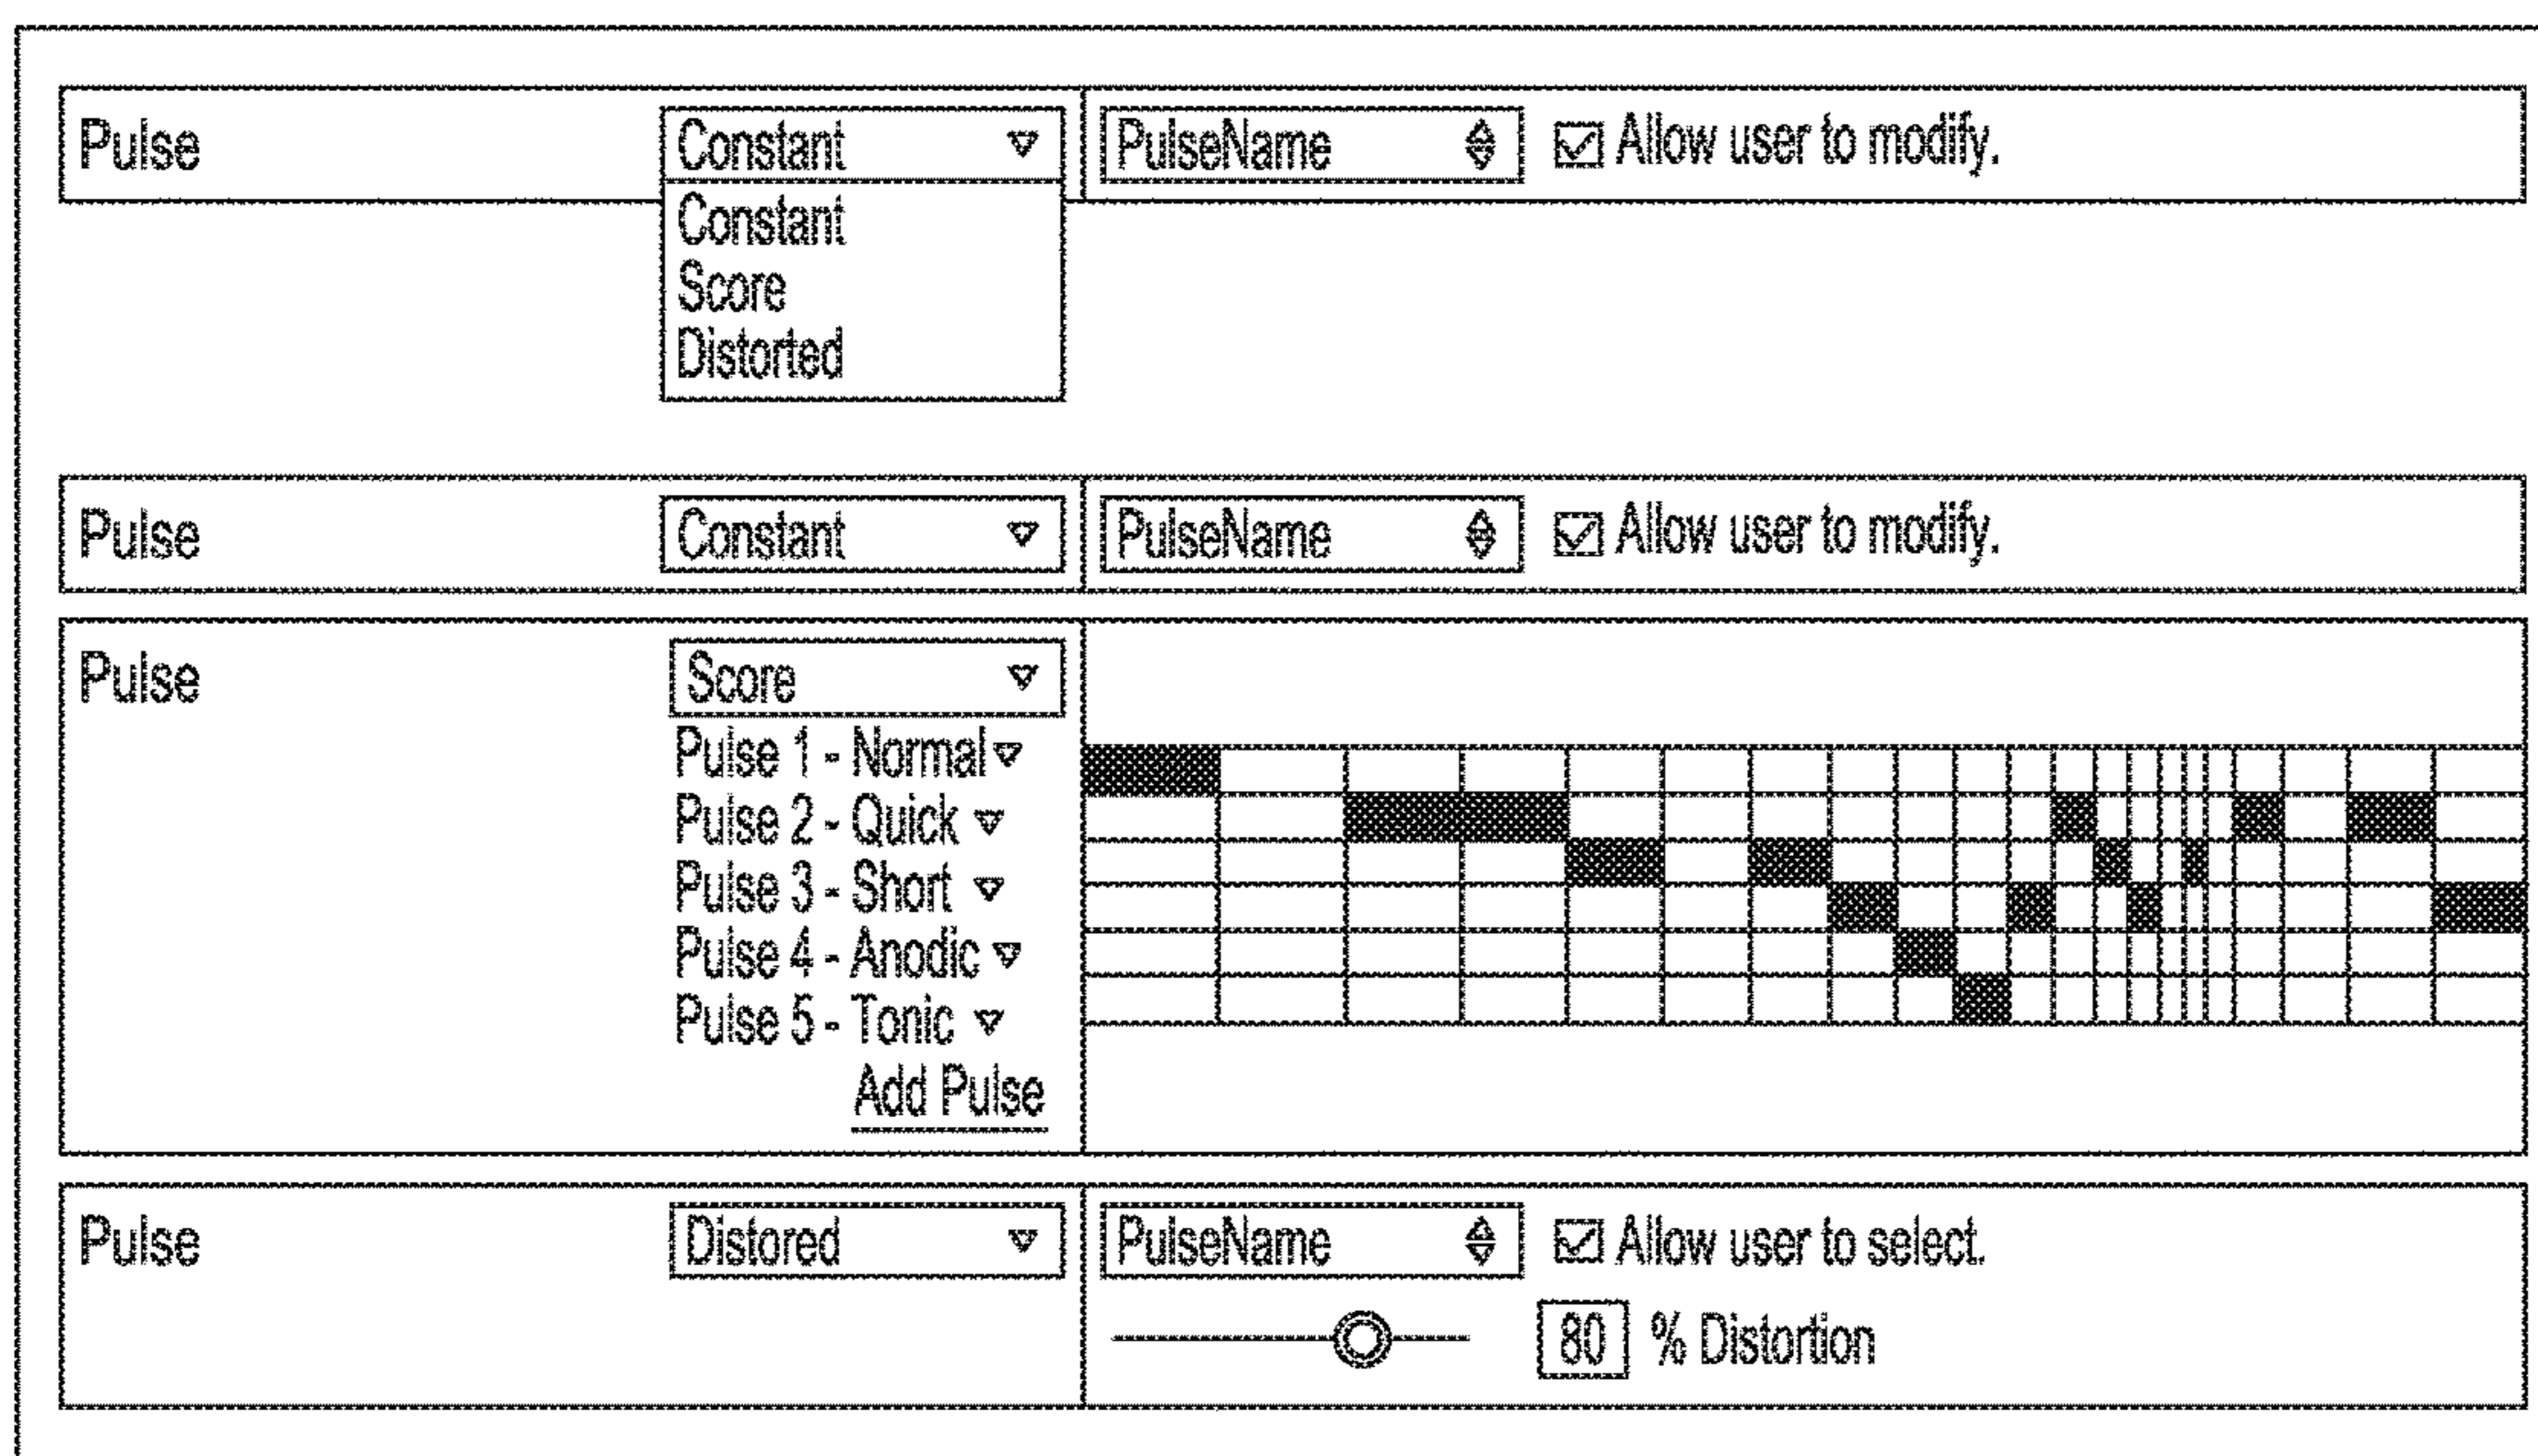 Pulse Constant PulseName Allow user to modify.
Constant
Score
Distorted
Pulse Constant PulseName Allow user to modify.
Pulse Score
Pulse 1 - Normal
Pulse 2 - Quick
Pulse 3 - Short
Pulse 4 - Anodic
Pulse 5 - Tonic
Add Pulse
Pulse Distored PulseName Allow user to select.
80 % Distortion